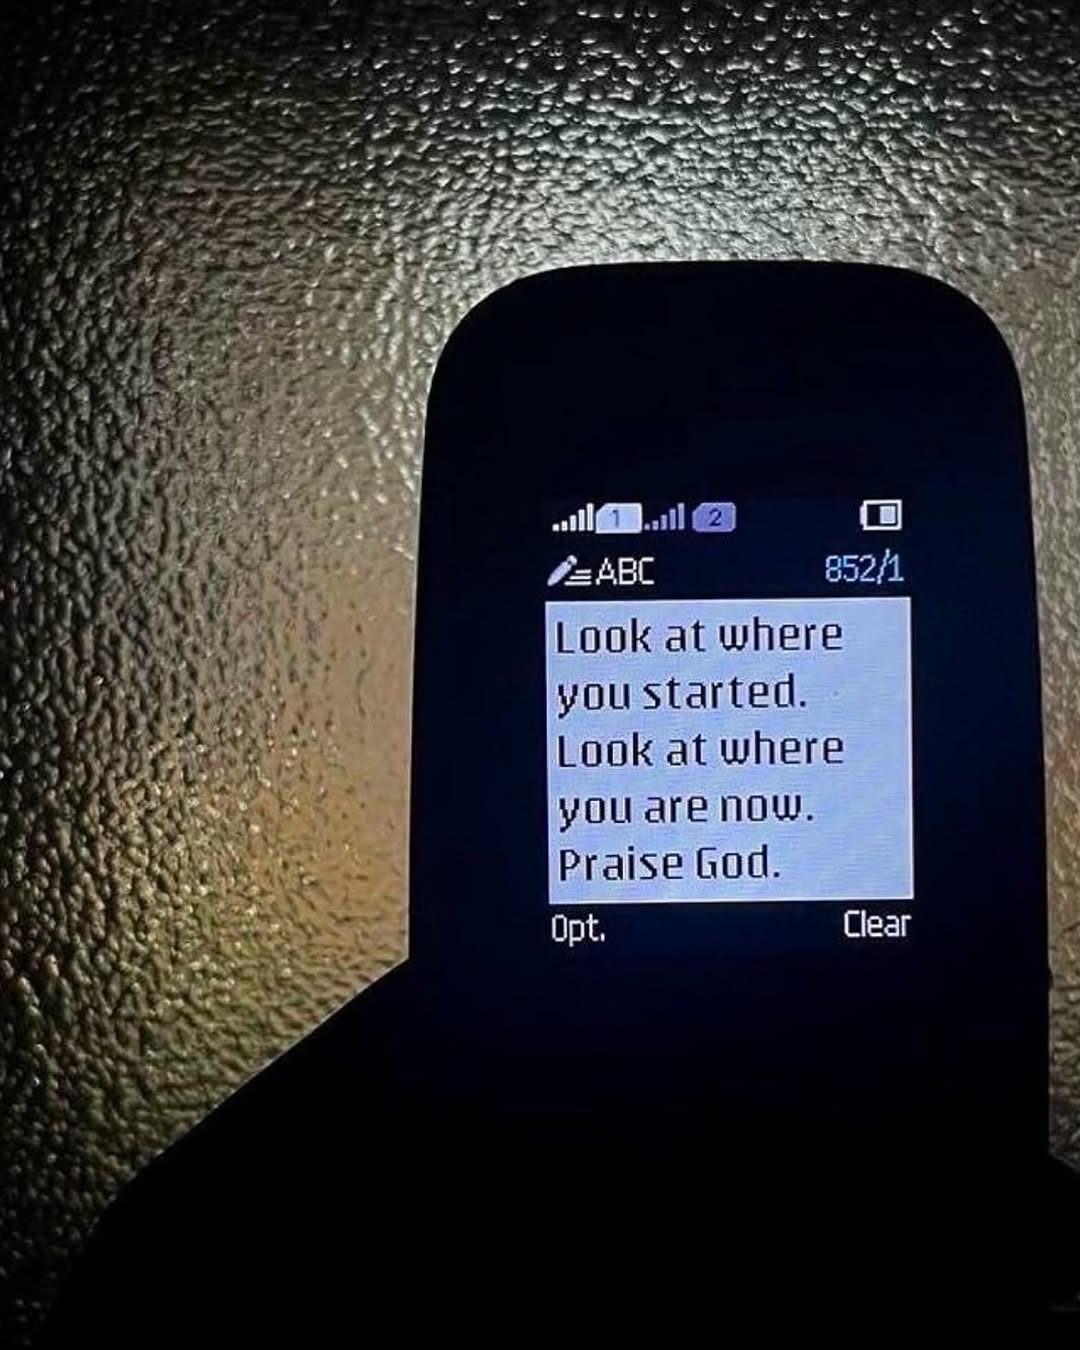 1 2
ABC 852/1
Look at where
you started.
Look at where
you are now.
Praise God.
Opt. Clear